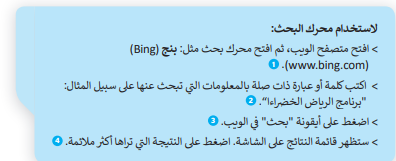 لاستخدام محرك البحث:
> افتح متصفح الويب، ثم افتح محرك بحث مثل: بنج (Bing)
(www.bing.com). 1
> اكتب كلمة أو عبارة ذات صلة بالمعلومات التي تبحث عنها على سبيل المثال:
"برنامج الرياض الخضراء". 2
> اضغط على أيقونة "بحث" في الويب. 3
> ستظهر قائمة النتائج على الشاشة. اضغط على النتيجة التي تراها أكثر ملائمة. 4